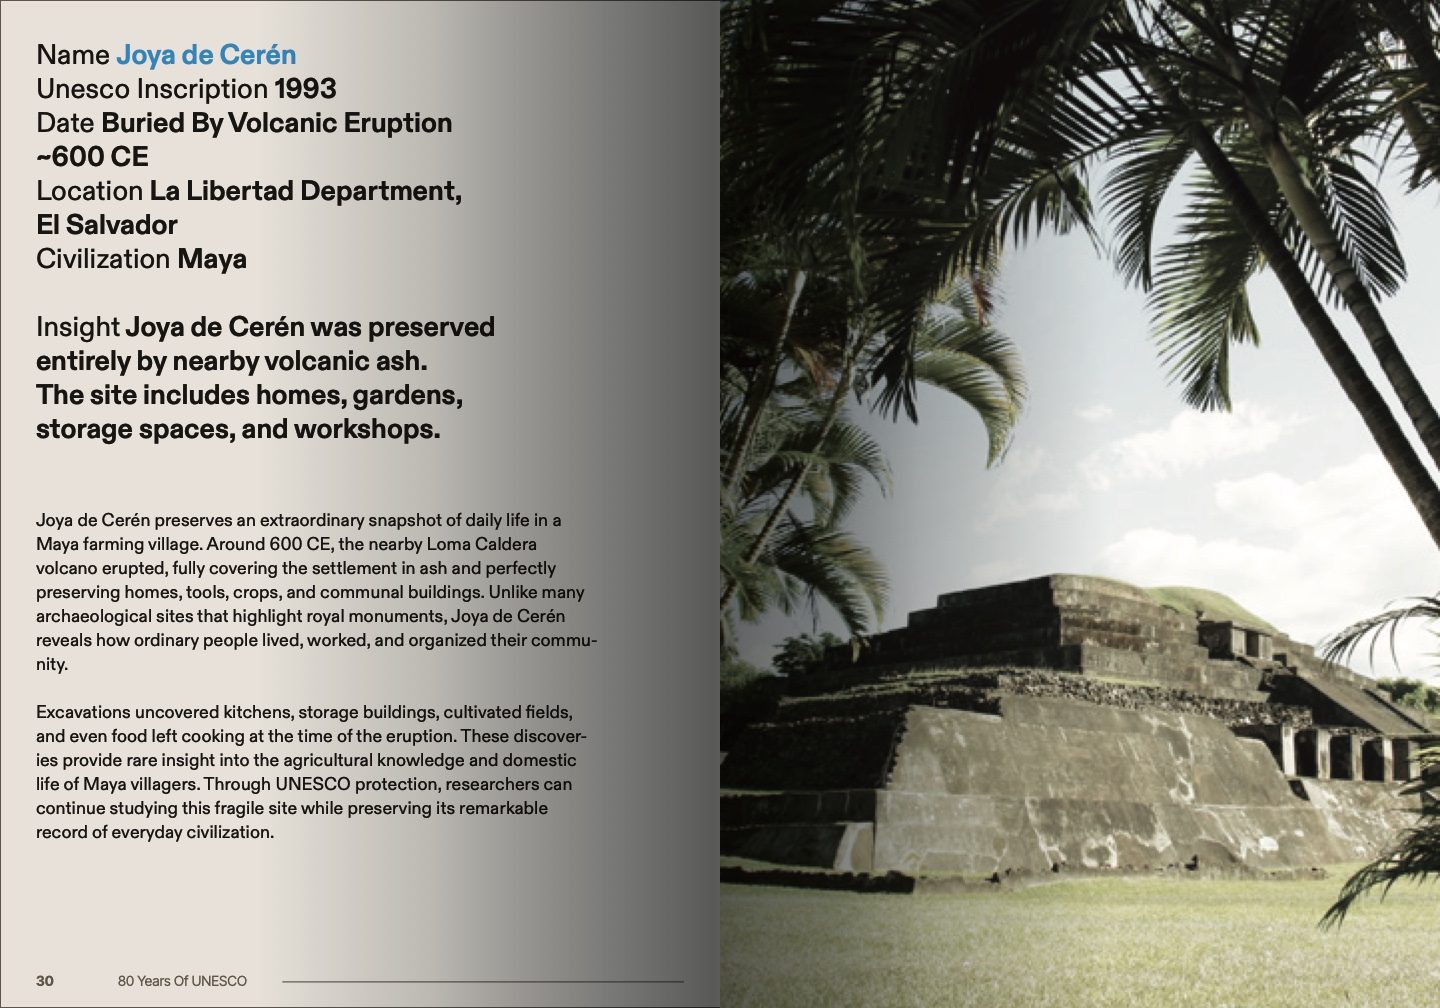 Name Joya de Cerén
Unesco Inscription 1993
Date Buried By Volcanic Eruption
~600 CE
Location La Libertad Department,
El Salvador
Civilization Maya
Insight Joya de Cerén was preserved
entirely by nearby volcanic ash.
The site includes homes, gardens,
storage spaces, and workshops.
Joya de Cerén preserves an extraordinary snapshot of daily life in a
Maya farming village. Around 600 CE, the nearby Loma Caldera
volcano erupted, fully covering the settlement in ash and perfectly
preserving homes, tools, crops, and communal buildings. Unlike many
archaeological sites that highlight royal monuments, Joya de Cerén
reveals how ordinary people lived, worked, and organized their commu-
nity.
Excavations uncovered kitchens, storage buildings, cultivated fields,
and even food left cooking at the time of the eruption. These discover-
ies provide rare insight into the agricultural knowledge and domestic
life of Maya villagers. Through UNESCO protection, researchers can
continue studying this fragile site while preserving its remarkable
record of everyday civilization.
30 80 Years Of UNESCO